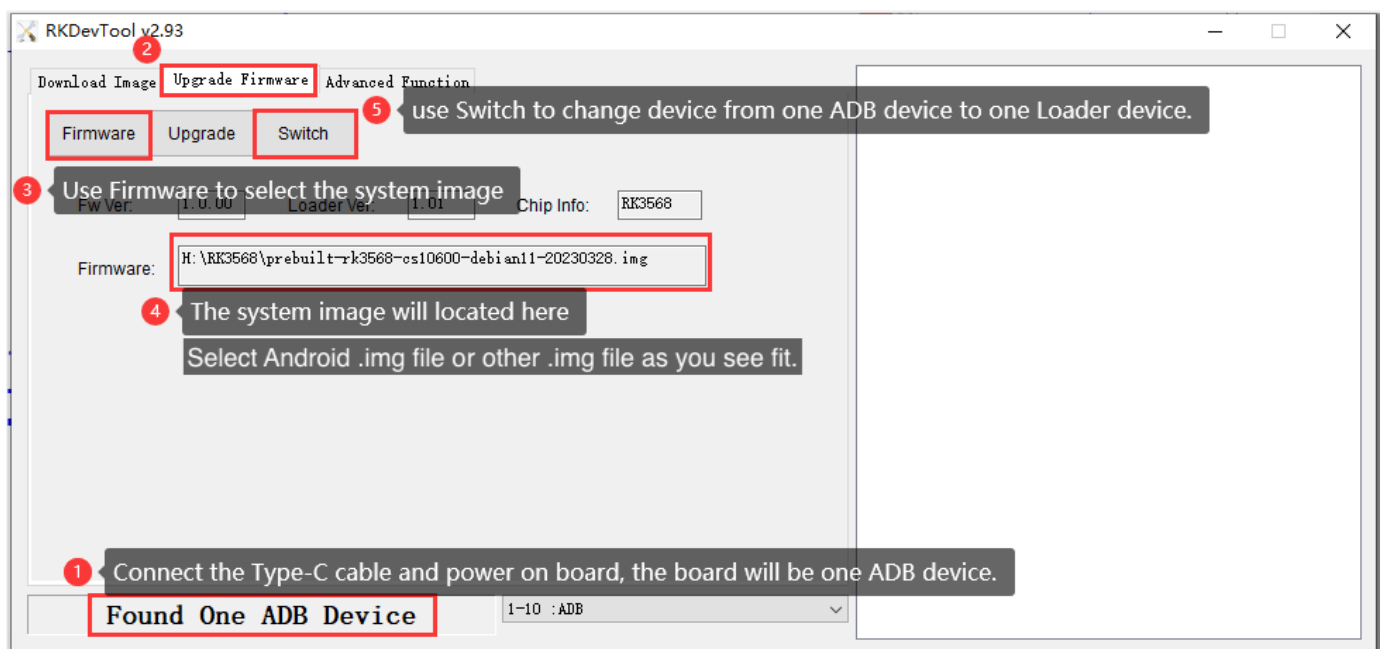 RKDevTool v2.93
2
Download Image Upgrade Firmware Advanced Function
5 use Switch to change device from one ADB device to one Loader device.
Firmware Upgrade Switch
3 Use Firmware to select the system image
Fw Ver: 1.0.00 Loader Ver: 1.01 Chip Info: RK3568
Firmware: H:\RK3568\prebuilt-rk3568-cs10600-debian11-20230328.img
4 The system image will located here
Select Android .img file or other .img file as you see fit.
1 Connect the Type-C cable and power on board, the board will be one ADB device.
Found One ADB Device 1-10 :ADB